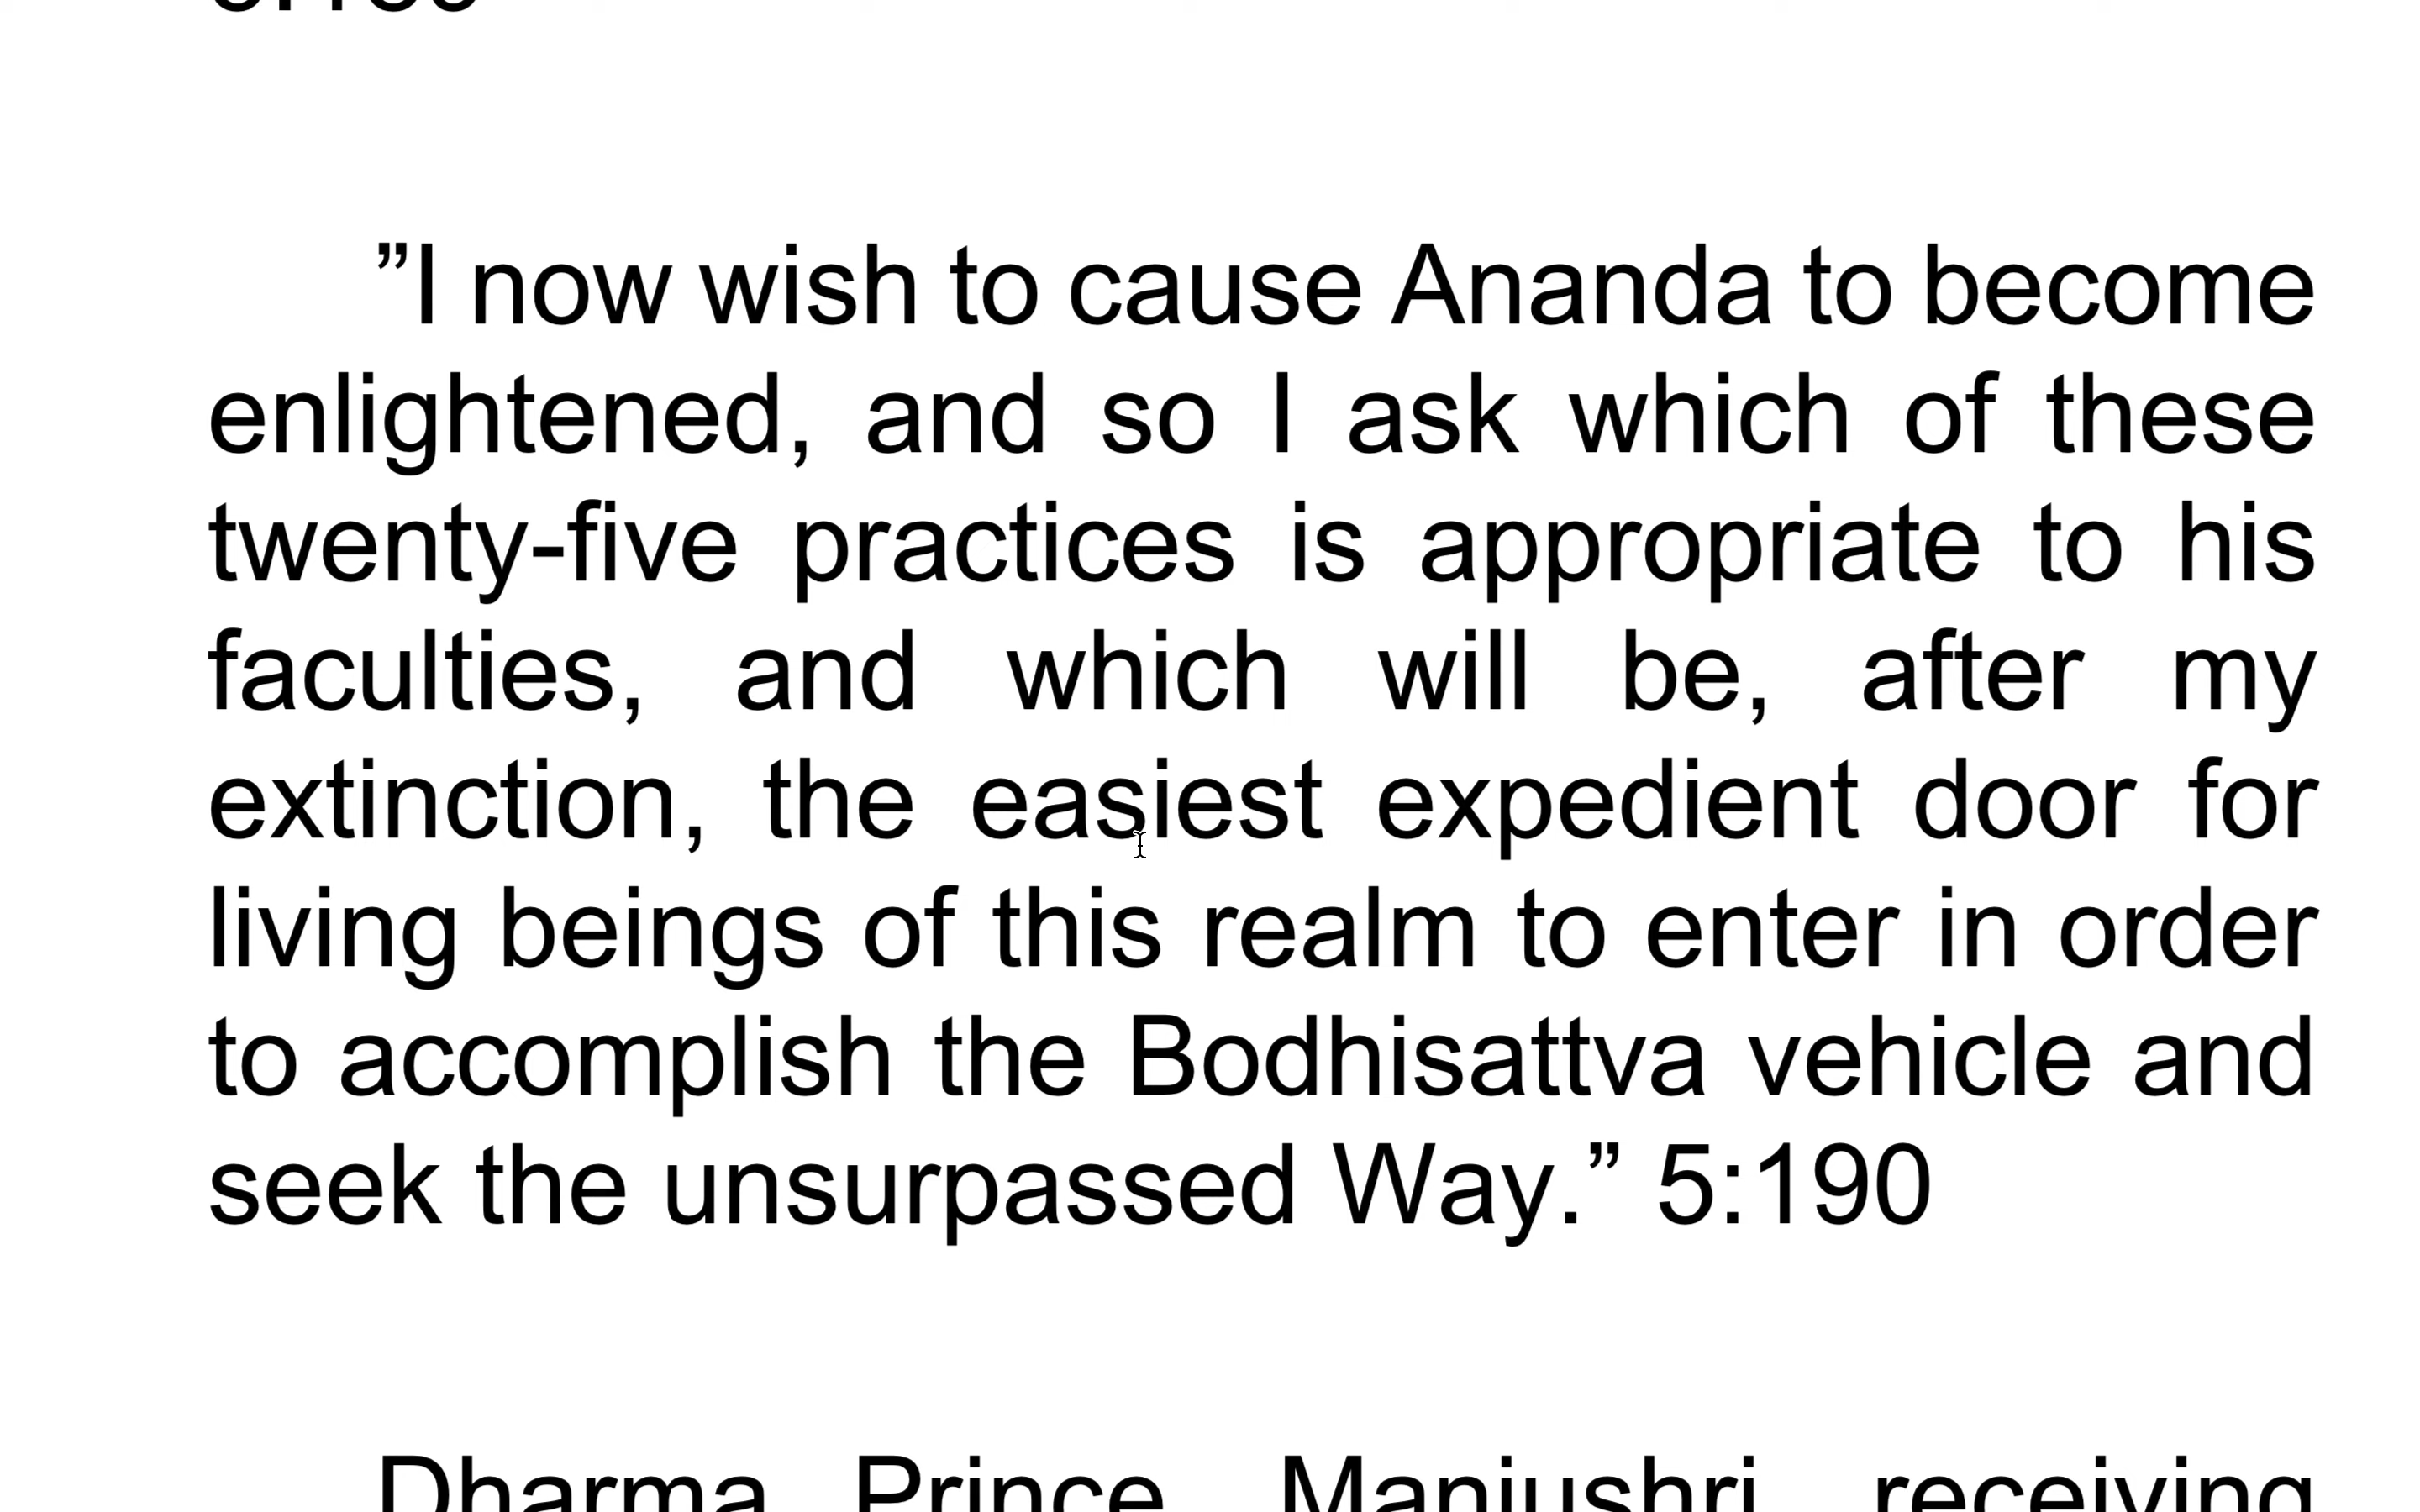 ”I now wish to cause Ananda to become
enlightened, and so I ask which of these
twenty-five practices is appropriate to his
faculties, and which will be, after my
extinction, the easiest expedient door for
living beings of this realm to enter in order
to accomplish the Bodhisattva vehicle and
seek the unsurpassed Way.” 5:190
Dharma Prince Manjushri receiving